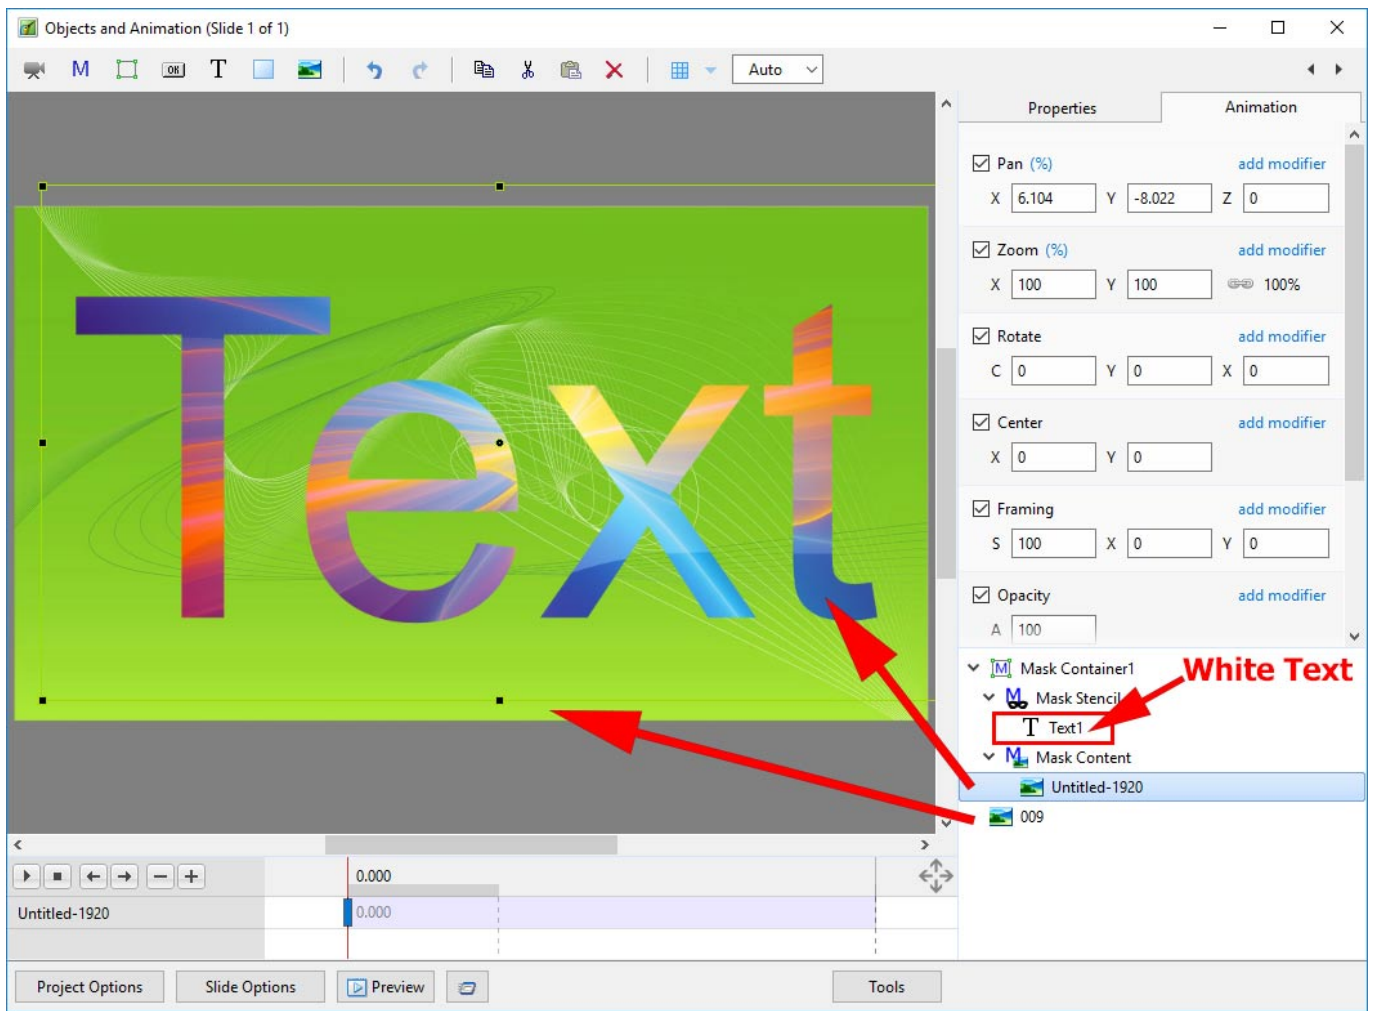 Objects and Animation (Slide 1 of 1)
M OK T Auto
Properties Animation
Pan (%) add modifier
X 6.104 Y -8.022 Z 0
Zoom (%) add modifier
X 100 Y 100 100%
Rotate add modifier
C 0 Y 0 X 0
Center add modifier
X 0 Y 0
Framing add modifier
S 100 X 0 Y 0
Opacity add modifier
A 100
Text
M Mask Container1
White Text
M Mask Stencil
T Text1
M Mask Content
Untitled-1920
009
0.000
Untitled-1920 0.000
Project Options Slide Options Preview Tools